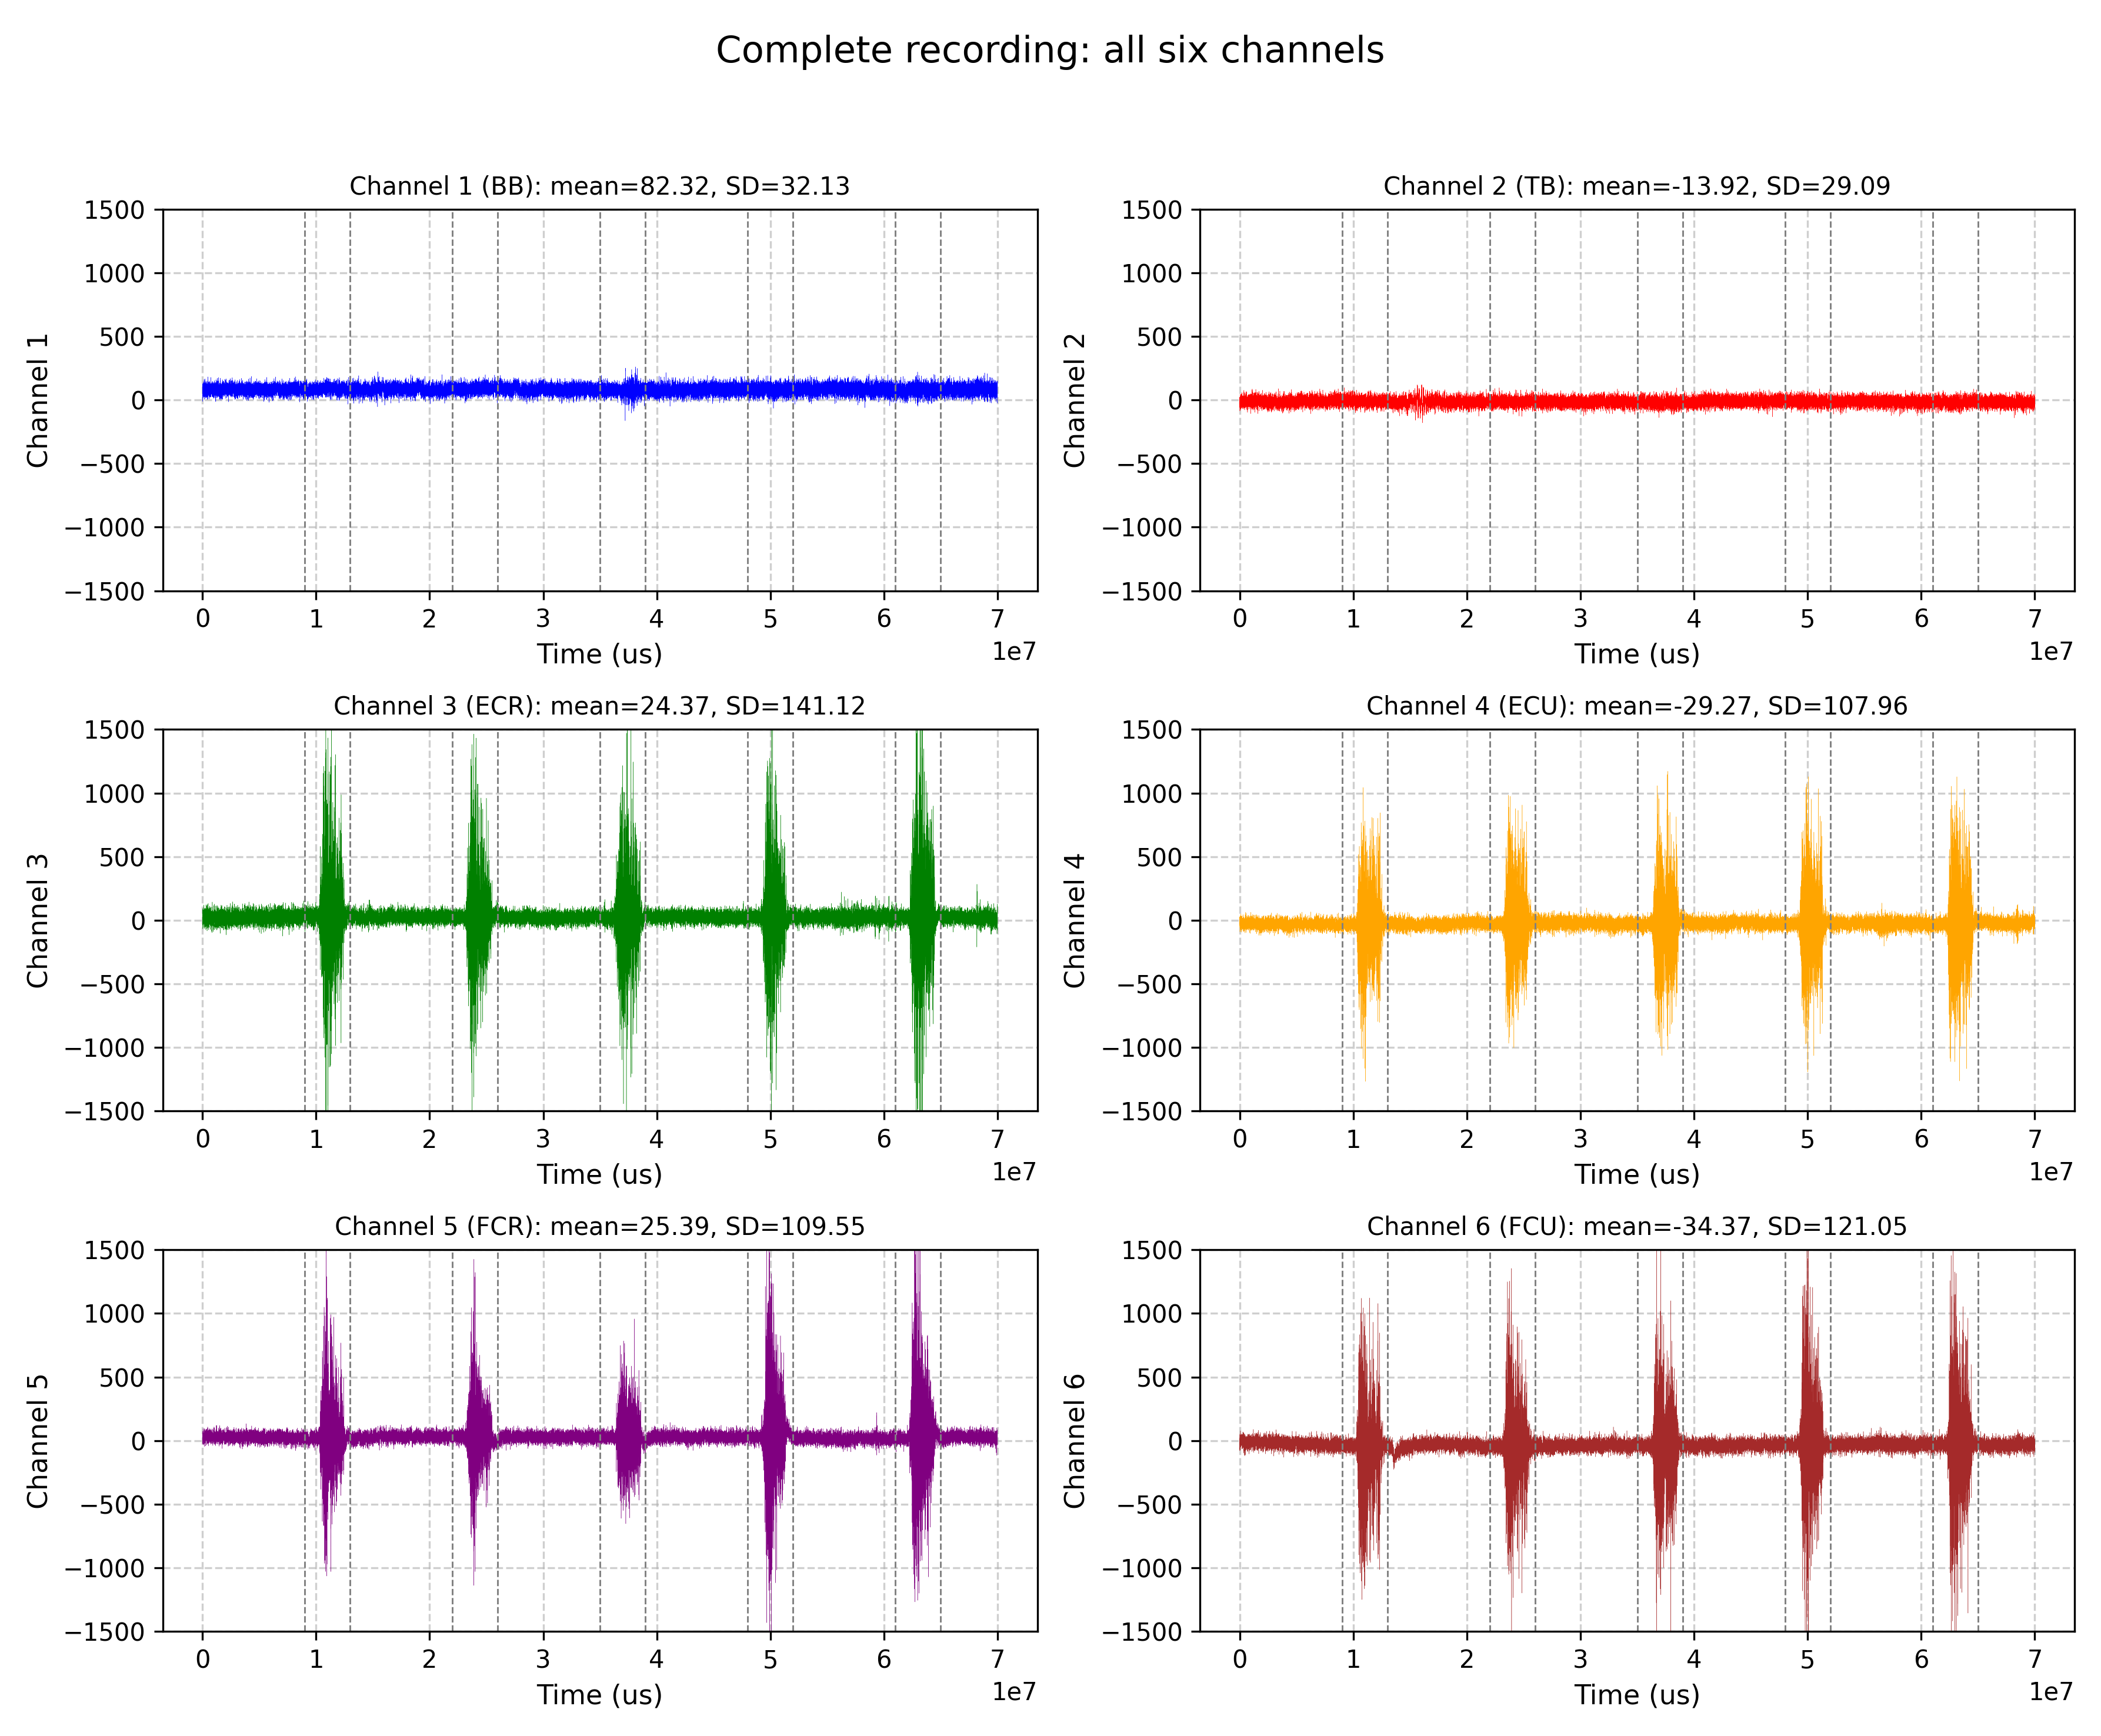 Complete recording: all six channels
Channel 1 (BB): mean=82.32, SD=32.13
Channel 1
1500
1000
500
0
−500
−1000
−1500
0 1 2 3 4 5 6 7
Time (us)
1e7
Channel 2 (TB): mean=-13.92, SD=29.09
Channel 2
1500
1000
500
0
−500
−1000
−1500
0 1 2 3 4 5 6 7
Time (us)
1e7
Channel 3 (ECR): mean=24.37, SD=141.12
Channel 3
1500
1000
500
0
−500
−1000
−1500
0 1 2 3 4 5 6 7
Time (us)
1e7
Channel 4 (ECU): mean=-29.27, SD=107.96
Channel 4
1500
1000
500
0
−500
−1000
−1500
0 1 2 3 4 5 6 7
Time (us)
1e7
Channel 5 (FCR): mean=25.39, SD=109.55
Channel 5
1500
1000
500
0
−500
−1000
−1500
0 1 2 3 4 5 6 7
Time (us)
1e7
Channel 6 (FCU): mean=-34.37, SD=121.05
Channel 6
1500
1000
500
0
−500
−1000
−1500
0 1 2 3 4 5 6 7
Time (us)
1e7